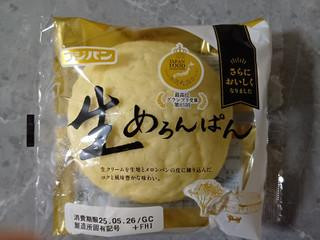 フジパン
JAPAN
FOOD
さらに
おいしく
なりました
生めろんぱん
生クリームを生地とメロンパンの皮に練り込んだ
コクと風味豊かな味わい。
消費期限25.05.26/GC
製造所固有記号 +FHI